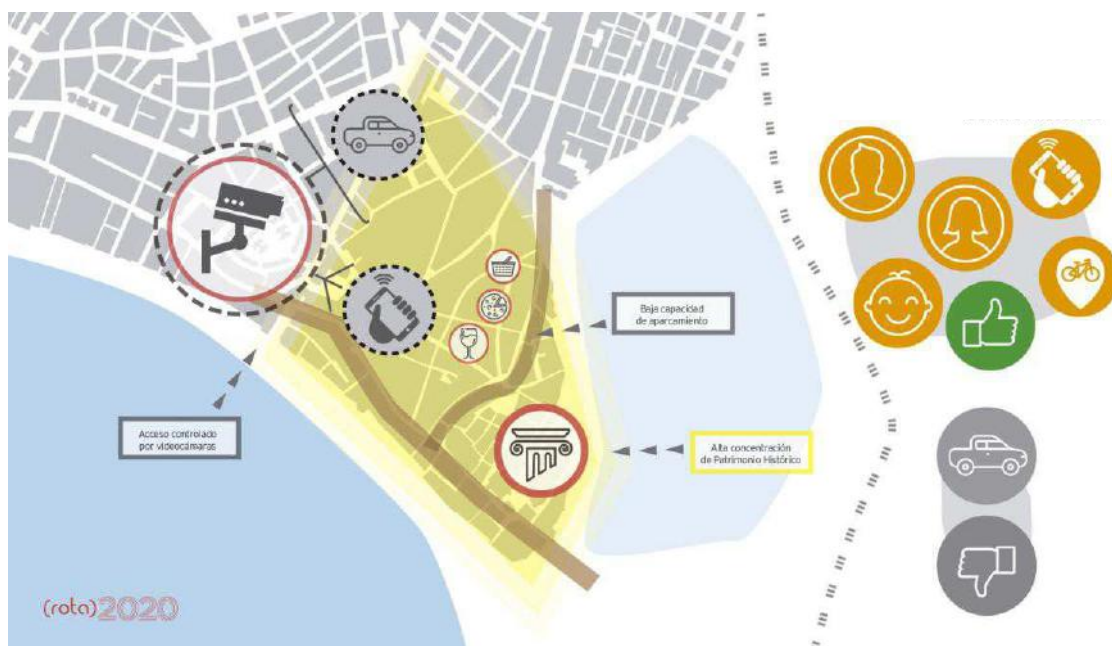 Baja capacidad
de aparcamiento
Acceso controlado
por videocámaras
Alta concentración
de Patrimonio Histórico
(rota)2020